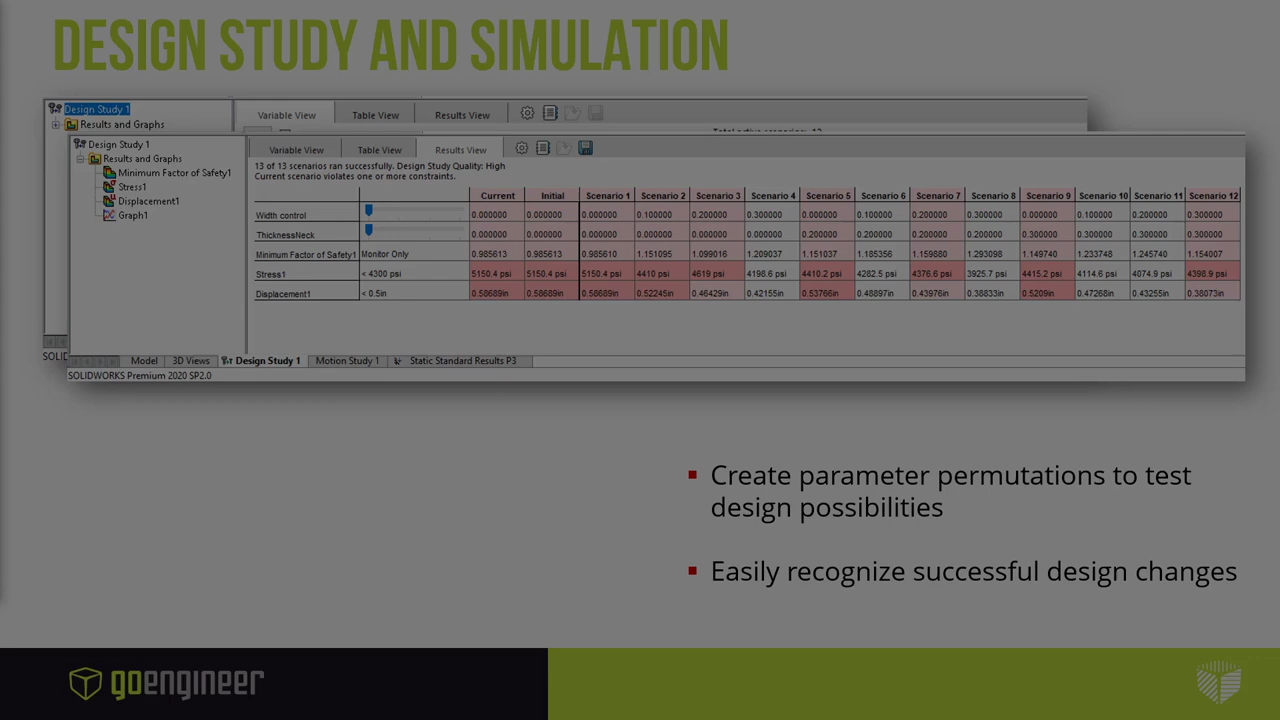 DESIGN STUDY AND SIMULATION
Design Study 1
Results and Graphs
Variable View Table View Results View
Design Study 1
Results and Graphs
Minimum Factor of Safety1
Stress1
Displacement1
Graph1
Variable View Table View Results View
13 of 13 scenarios ran successfully. Design Study Quality: High
Current scenario violates one or more constraints.
Current Initial Scenario 1 Scenario 2 Scenario 3 Scenario 4 Scenario 5 Scenario 6 Scenario 7 Scenario 8 Scenario 9 Scenario 10 Scenario 11 Scenario 12
Width control 0.000000 0.000000 0.000000 0.100000 0.200000 0.300000 0.000000 0.100000 0.200000 0.300000 0.000000 0.100000 0.200000 0.300000
ThicknessNeck 0.000000 0.000000 0.000000 0.000000 0.000000 0.000000 0.200000 0.200000 0.200000 0.200000 0.300000 0.300000 0.300000 0.300000
Minimum Factor of Safety1 Monitor Only 0.985613 0.985613 0.985610 1.151095 1.099016 1.209037 1.151037 1.185356 1.159880 1.293098 1.149740 1.233748 1.245740 1.154007
Stress1 < 4300 psi 5150.4 psi 5150.4 psi 5150.4 psi 4410 psi 4619 psi 4198.6 psi 4410.2 psi 4282.5 psi 4376.6 psi 3925.7 psi 4415.2 psi 4114.6 psi 4074.9 psi 4398.9 psi
Displacement1 < 0.5in 0.58689in 0.58689in 0.58689in 0.52245in 0.46429in 0.42155in 0.53766in 0.48897in 0.43976in 0.38833in 0.5209in 0.47268in 0.43255in 0.38073in
SOLID
Model 3D Views Design Study 1 Motion Study 1 Static Standard Results P3
SOLIDWORKS Premium 2020 SP2.0
Create parameter permutations to test
design possibilities
Easily recognize successful design changes
goengineer